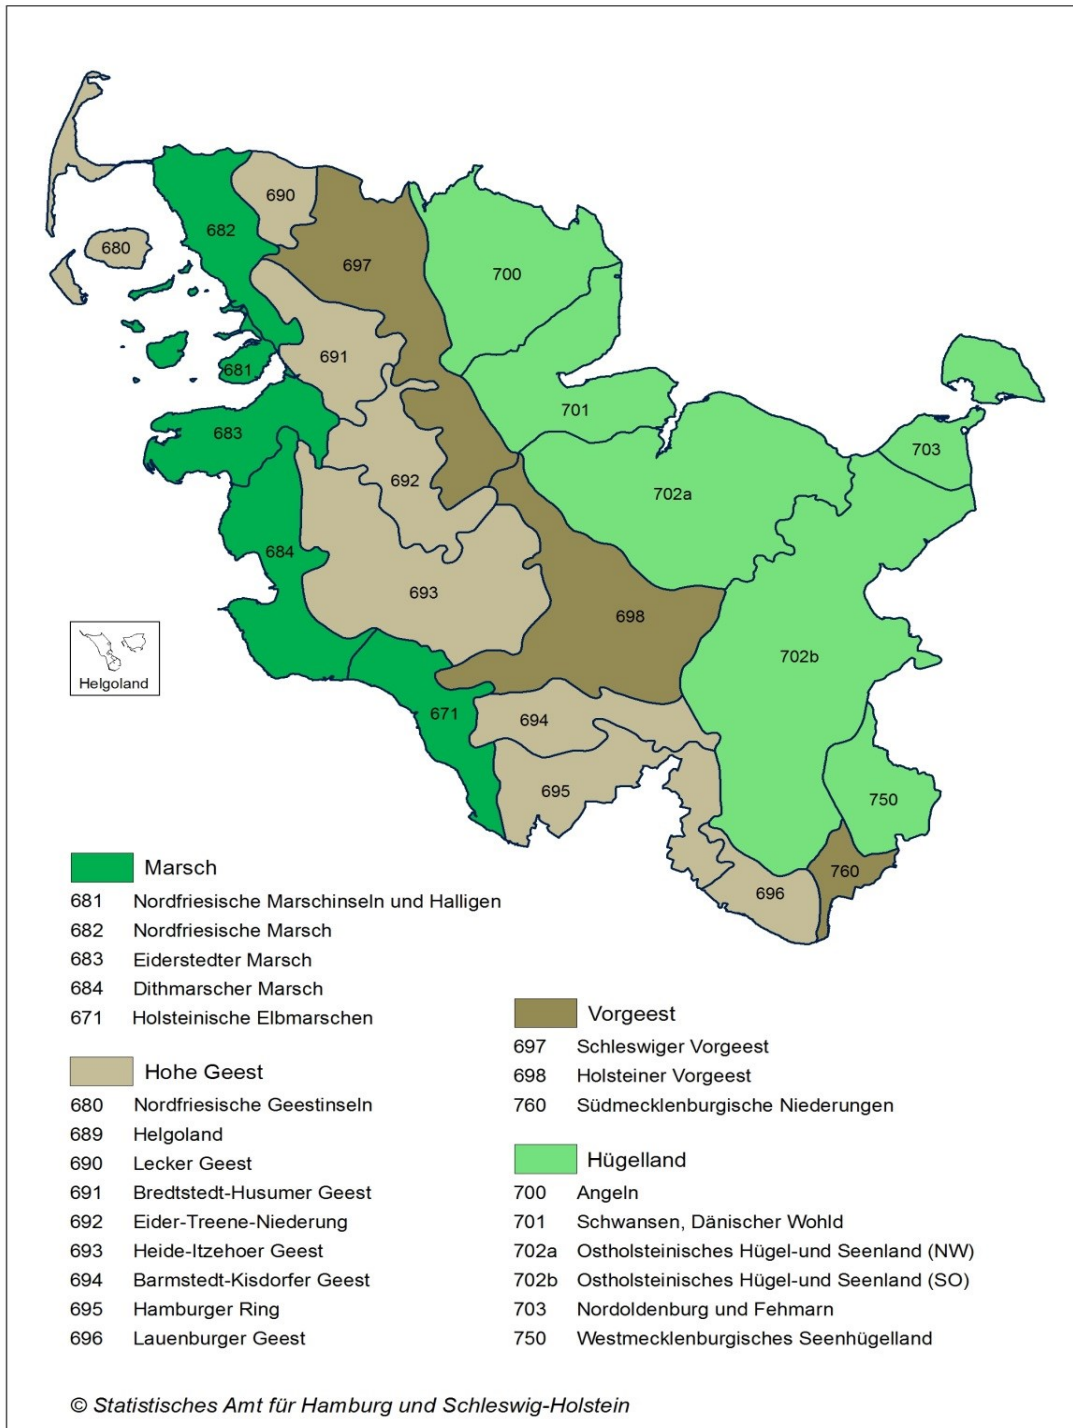 690
682
680
697
700
691
681
701
683
703
692
702a
684
693
698
702b
Helgoland
671
694
695
750
760
696
Marsch
681 Nordfriesische Marschinseln und Halligen
682 Nordfriesische Marsch
683 Eiderstedter Marsch
684 Dithmarscher Marsch
671 Holsteinische Elbmarschen
Hohe Geest
680 Nordfriesische Geestinseln
689 Helgoland
690 Lecker Geest
691 Bredtstedt-Husumer Geest
692 Eider-Treene-Niederung
693 Heide-Itzehoer Geest
694 Barmstedt-Kisdorfer Geest
695 Hamburger Ring
696 Lauenburger Geest
Vorgeest
697 Schleswiger Vorgeest
698 Holsteiner Vorgeest
760 Südmecklenburgische Niederungen
Hügelland
700 Angeln
701 Schwansen, Dänischer Wohld
702a Ostholsteinisches Hügel-und Seenland (NW)
702b Ostholsteinisches Hügel-und Seenland (SO)
703 Nordoldenburg und Fehmarn
750 Westmecklenburgisches Seenhügelland
© Statistisches Amt für Hamburg und Schleswig-Holstein